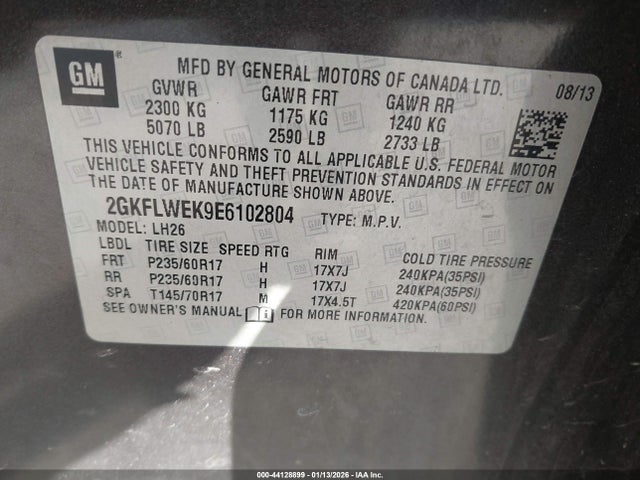 GM
MFD BY GENERAL MOTORS OF CANADA LTD.
08/13
GVWR GAWR FRT GAWR RR
2300 KG 1175 KG 1240 KG
5070 LB 2590 LB 2733 LB
THIS VEHICLE CONFORMS TO ALL APPLICABLE U.S. FEDERAL MOTOR
VEHICLE SAFETY AND THEFT PREVENTION STANDARDS IN EFFECT ON
THE DATE OF MANUFACTURE SHOWN ABOVE.
2GKFLWEK9E6102804 TYPE: M.P.V.
MODEL: LH26
LBDL TIRE SIZE SPEED RTG RIM COLD TIRE PRESSURE
FRT P235/60R17 H 17X7J 240KPA(35PSI)
RR P235/60R17 H 17X7J 240KPA(35PSI)
SPA T145/70R17 M 17X4.5T 420KPA(60PSI)
SEE OWNER'S MANUAL FOR MORE INFORMATION.
000-44128899 - 01/13/2026 - IAAI, Inc.